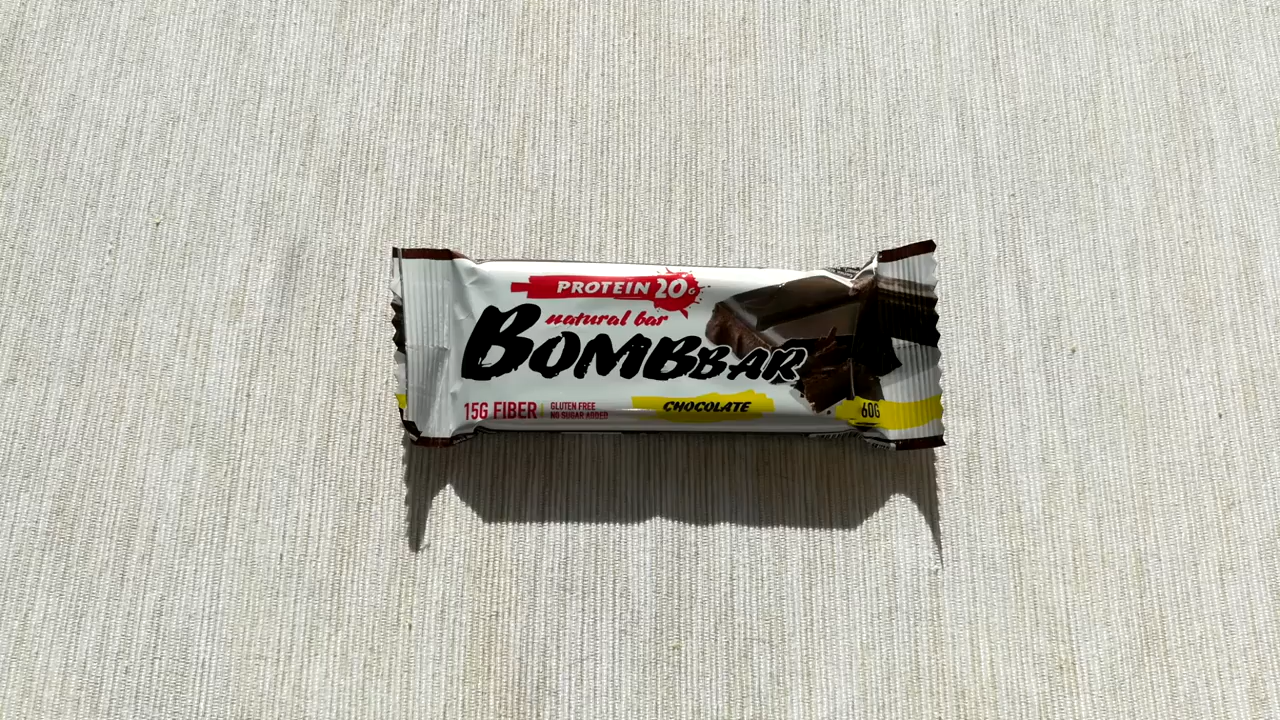 PROTEIN 20G
natural bar
BOMBBAR
15G FIBER
GLUTEN FREE
NO SUGAR ADDED
CHOCOLATE
60G